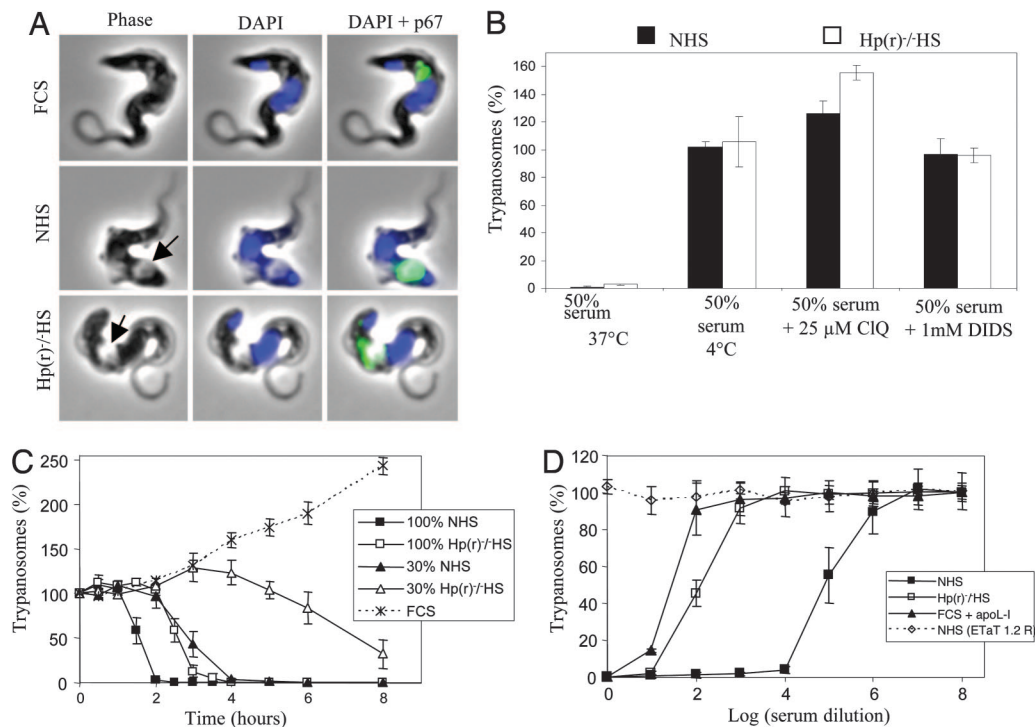 A
Phase DAPI DAPI + p67
FCS
NHS
Hp(r)-/-HS
B
NHS Hp(r)-/-HS
Trypanosomes (%)
160
140
120
100
80
60
40
20
0
50% serum 37°C
50% serum 4°C
50% serum + 25 µM ClQ
50% serum + 1mM DIDS
C
Trypanosomes (%)
250
200
150
100
50
0
0 2 4 6 8
Time (hours)
100% NHS
100% Hp(r)-/-HS
30% NHS
30% Hp(r)-/-HS
FCS
D
Trypanosomes (%)
120
100
80
60
40
20
0
0 2 4 6 8
Log (serum dilution)
NHS
Hp(r)-/-HS
FCS + apoL-I
NHS (ETaT 1.2 R)